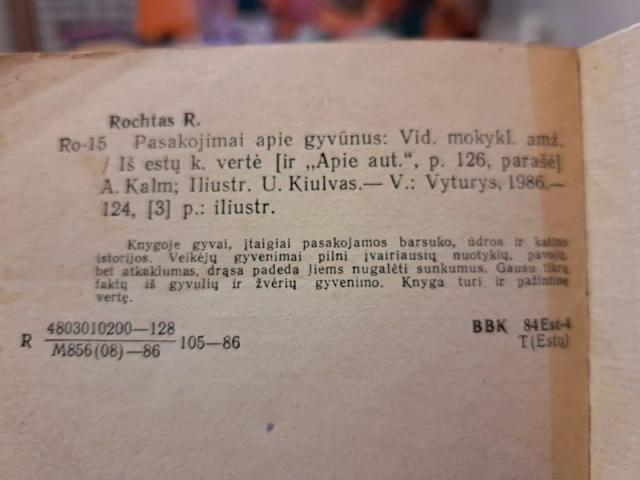 Rochtas R.
Ro-15 Pasakojimai apie gyvūnus: Vid. mokykl. amž.
/ Iš estų k. vertė [ir „Apie aut.“, p. 126, parašė]
A. Kalm; Iliustr. U. Kiulvas.— V.: Vyturys, 1986.—
124, [3] p.: iliustr.
Knygoje gyvai, įtaigiai pasakojamos barsuko, ūdros ir katino
istorijos. Veikėjų gyvenimai pilni įvairiausių nuotykių, pavojų,
bet atkaklumas, drąsa padeda jiems nugalėti sunkumus. Gausu tikrų
faktų iš gyvulių ir žvėrių gyvenimo. Knyga turi ir pažintinę
vertę.
R 4803010200—128
M856(08)—86 105—86
BBK 84Est-4
T(Estų)